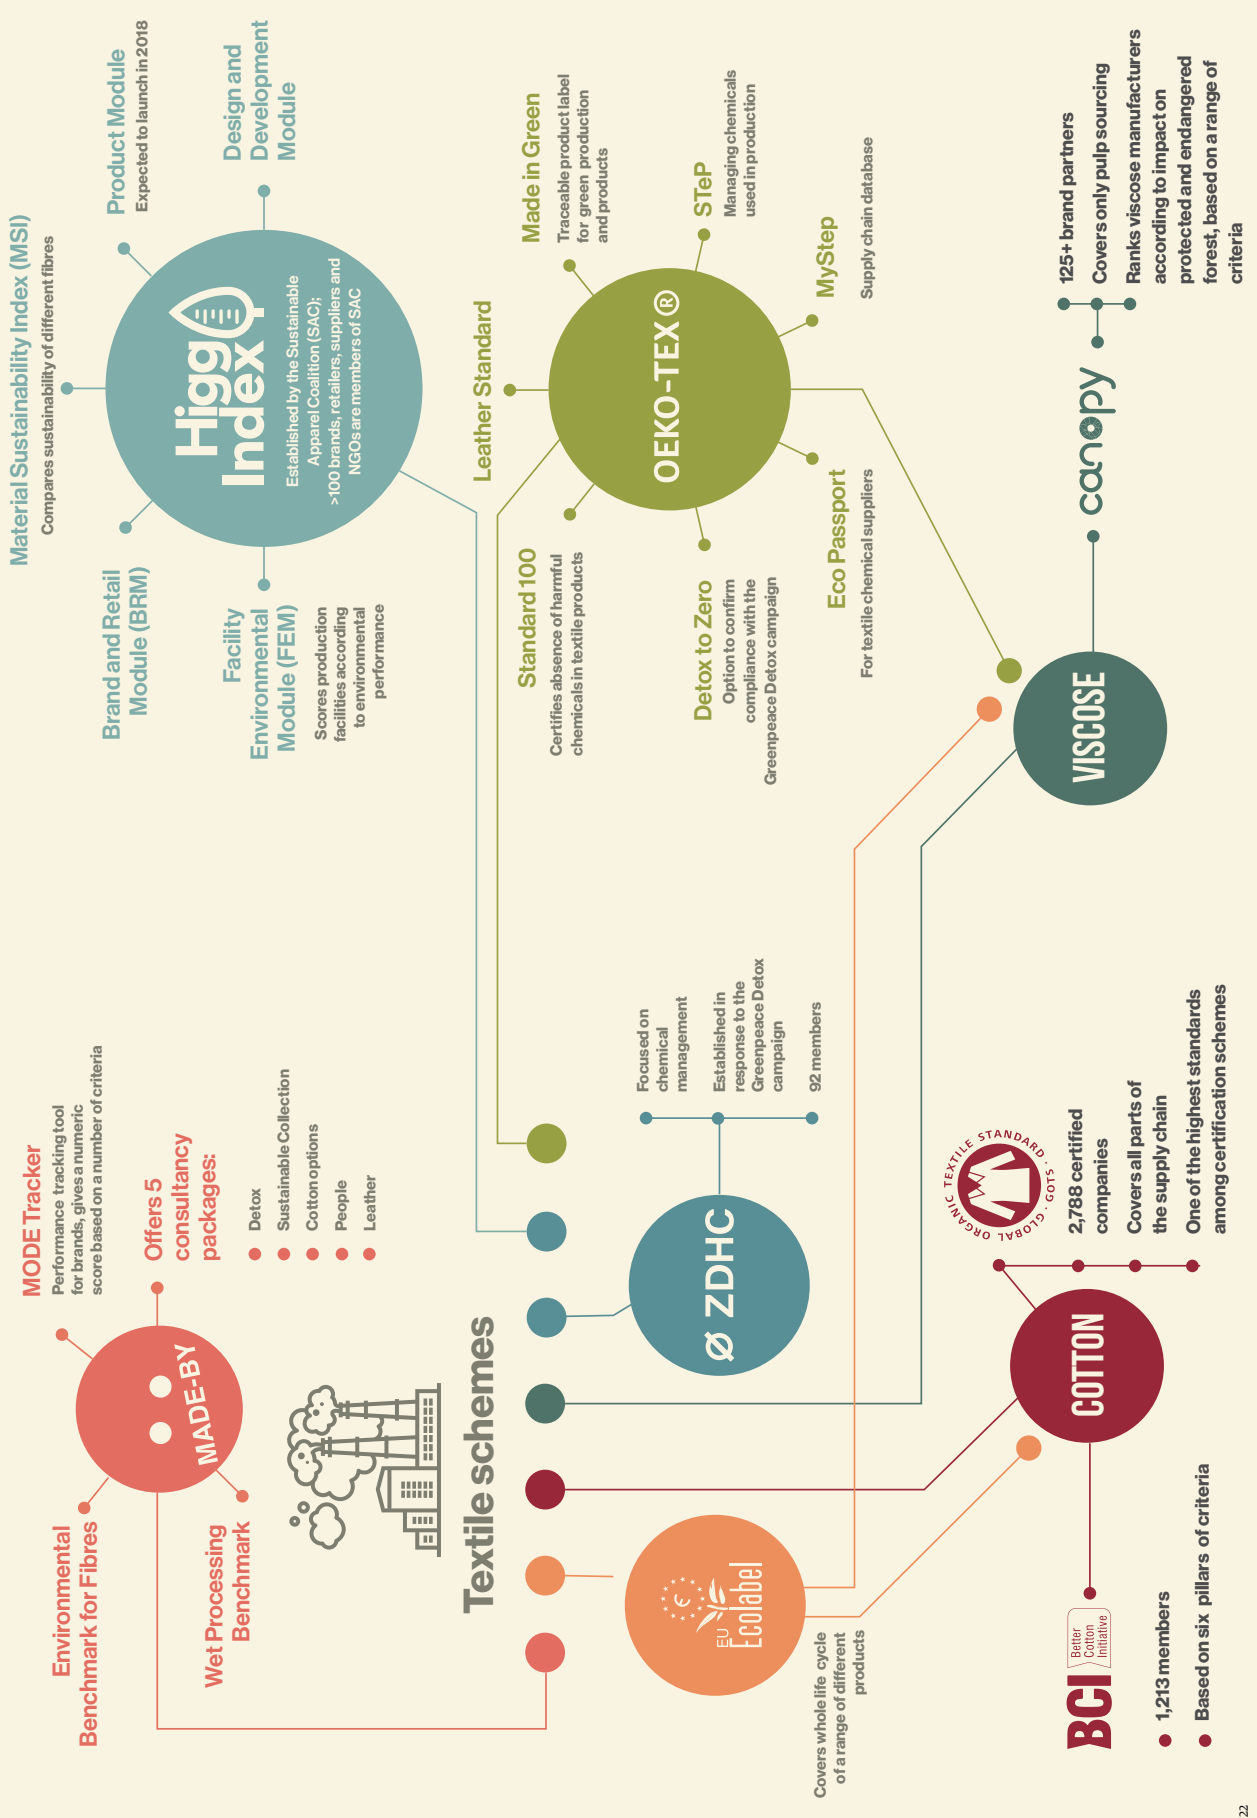 MODE Tracker
Performance tracking tool
for brands, gives a numeric
score based on a number of criteria
Environmental
Benchmark for Fibres
Wet Processing
Benchmark
MADE-BY
Offers 5
consultancy
packages:
Detox
Sustainable Collection
Cotton options
People
Leather
Material Sustainability Index (MSI)
Compares sustainability of different fibres
Brand and Retail
Module (BRM)
Product Module
Expected to launch in 2018
Facility
Environmental
Module (FEM)
Scores production
facilities according
to environmental
performance
Higg
Index
Established by the Sustainable
Apparel Coalition (SAC);
>100 brands, retailers, suppliers and
NGOs are members of SAC
Design and
Development
Module
Textile schemes
Leather Standard
Standard 100
Certifies absence of harmful
chemicals in textile products
Made in Green
Traceable product label
for green production
and products
Detox to Zero
Option to confirm
compliance with the
Greenpeace Detox campaign
OEKO-TEX®
STeP
Managing chemicals
used in production
Eco Passport
For textile chemical suppliers
MyStep
Supply chain database
EU
Ecolabel
Covers whole life cycle
of a range of different
products
Ø ZDHC
Focused on
chemical
management
Established in
response to the
Greenpeace Detox
campaign
92 members
BCI
Better
Cotton
Initiative
1,213 members
Based on six pillars of criteria
COTTON
GLOBAL ORGANIC TEXTILE STANDARD · GOTS ·
2,788 certified
companies
Covers all parts of
the supply chain
One of the highest standards
among certification schemes
VISCOSE
canopy
125+ brand partners
Covers only pulp sourcing
Ranks viscose manufacturers
according to impact on
protected and endangered
forest, based on a range of
criteria
22